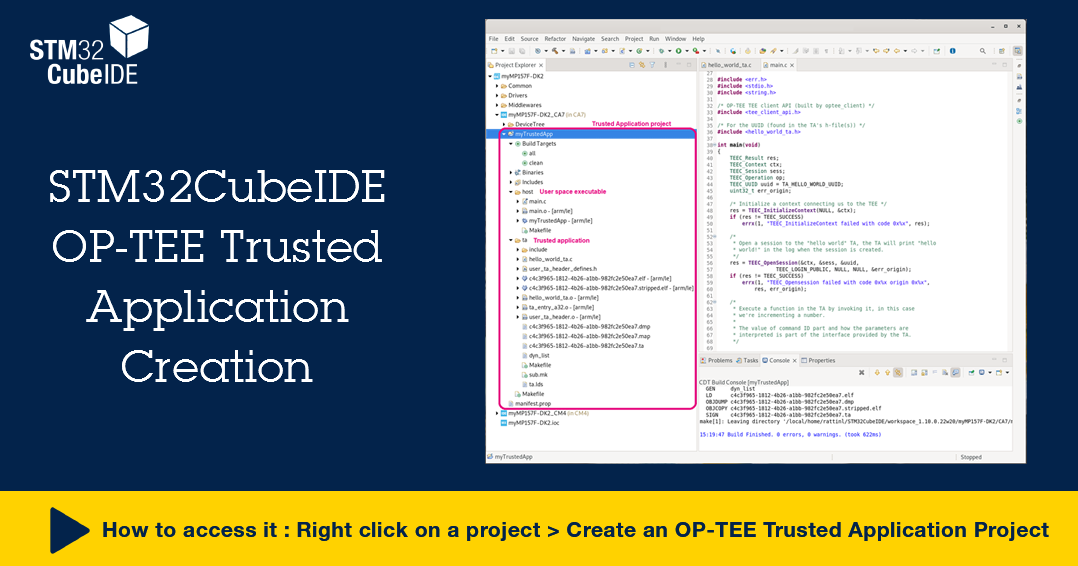 STM32
CubeIDE
STM32CubeIDE
OP-TEE Trusted
Application
Creation
File Edit Source Refactor Navigate Search Project Run Window Help
Project Explorer
myMP157F-DK2
Common
Drivers
Middlewares
myMP157F-DK2_CA7 (in CA7)
DeviceTree
Trusted Application project
myTrustedApp
Build Targets
all
clean
Binaries
Includes
host User space executable
main.c
main.o - [arm/le]
myTrustedApp - [arm/le]
Makefile
ta Trusted application
include
hello_world_ta.c
user_ta_header_defines.h
c4c3f965-1812-4b26-a1bb-982fc2e50ea7.elf - [arm/le]
c4c3f965-1812-4b26-a1bb-982fc2e50ea7.stripped.elf - [arm/le]
hello_world_ta.o - [arm/le]
ta_entry_a32.o - [arm/le]
user_ta_header.o - [arm/le]
c4c3f965-1812-4b26-a1bb-982fc2e50ea7.dmp
c4c3f965-1812-4b26-a1bb-982fc2e50ea7.map
c4c3f965-1812-4b26-a1bb-982fc2e50ea7.ta
dyn_list
Makefile
sub.mk
ta.lds
Makefile
manifest.prop
myMP157F-DK2_CM4 (in CM4)
myMP157F-DK2.ioc
myTrustedApp
hello_world_ta.c main.c
27
28 #include <err.h>
29 #include <stdio.h>
30 #include <string.h>
31
32 /* OP-TEE TEE client API (built by optee_client) */
33 #include <tee_client_api.h>
34
35 /* For the UUID (found in the TA's h-file(s)) */
36 #include <hello_world_ta.h>
37
38 int main(void)
39 {
40 TEEC_Result res;
41 TEEC_Context ctx;
42 TEEC_Session sess;
43 TEEC_Operation op;
44 TEEC_UUID uuid = TA_HELLO_WORLD_UUID;
45 uint32_t err_origin;
46
47 /* Initialize a context connecting us to the TEE */
48 res = TEEC_InitializeContext(NULL, &ctx);
49 if (res != TEEC_SUCCESS)
50 errx(1, "TEEC_InitializeContext failed with code 0x%x", res);
51
52 /*
53 * Open a session to the "hello world" TA, the TA will print "hello
54 * world!" in the log when the session is created.
55 */
56 res = TEEC_OpenSession(&ctx, &sess, &uuid,
57 TEEC_LOGIN_PUBLIC, NULL, NULL, &err_origin);
58 if (res != TEEC_SUCCESS)
59 errx(1, "TEEC_Opensession failed with code 0x%x origin 0x%x",
60 res, err_origin);
61
62 /*
63 * Execute a function in the TA by invoking it, in this case
64 * we're incrementing a number.
65 *
66 * The value of command ID part and how the parameters are
67 * interpreted is part of the interface provided by the TA.
68 */
69
Problems Tasks Console Properties
CDT Build Console [myTrustedApp]
GEN dyn_list
LD c4c3f965-1812-4b26-a1bb-982fc2e50ea7.elf
OBJDUMP c4c3f965-1812-4b26-a1bb-982fc2e50ea7.dmp
OBJCOPY c4c3f965-1812-4b26-a1bb-982fc2e50ea7.stripped.elf
SIGN c4c3f965-1812-4b26-a1bb-982fc2e50ea7.ta
make[1]: Leaving directory '/local/home/rattinl/STM32CubeIDE/workspace_1.10.0.22w20/myMP157F-DK2/CA7/
15:19:47 Build Finished. 0 errors, 0 warnings. (took 622ms)
Stopped
How to access it : Right click on a project > Create an OP-TEE Trusted Application Project